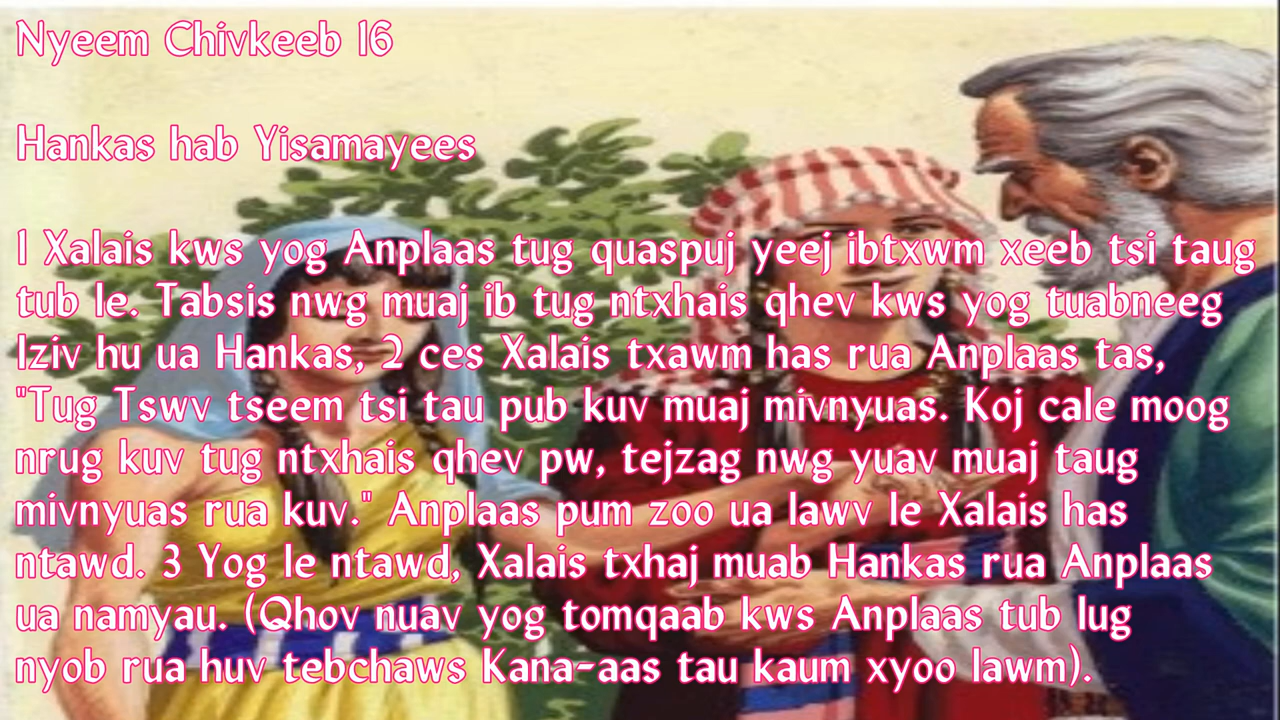 Nyeem Chivkeeb 16
Hankas hab Yisamayees
1 Xalais kws yog Anplaas tug quaspuj yeej ibtxwm xeeb tsi taug
tub le. Tabsis nwg muaj ib tug ntxhais qhev kws yog tuabneeg
Iziv hu ua Hankas, 2 ces Xalais txawm has rua Anplaas tas,
"Tug Tswv tseem tsi tau pub kuv muaj mivnyuas. Koj cale moog
nrug kuv tug ntxhais qhev pw, tejzag nwg yuav muaj taug
mivnyuas rua kuv." Anplaas pum zoo ua lawv le Xalais has
ntawd. 3 Yog le ntawd, Xalais txhaj muab Hankas rua Anplaas
ua namyau. (Qhov nuav yog tomqaab kws Anplaas tub lug
nyob rua huv tebchaws Kana-aas tau kaum xyoo lawm).